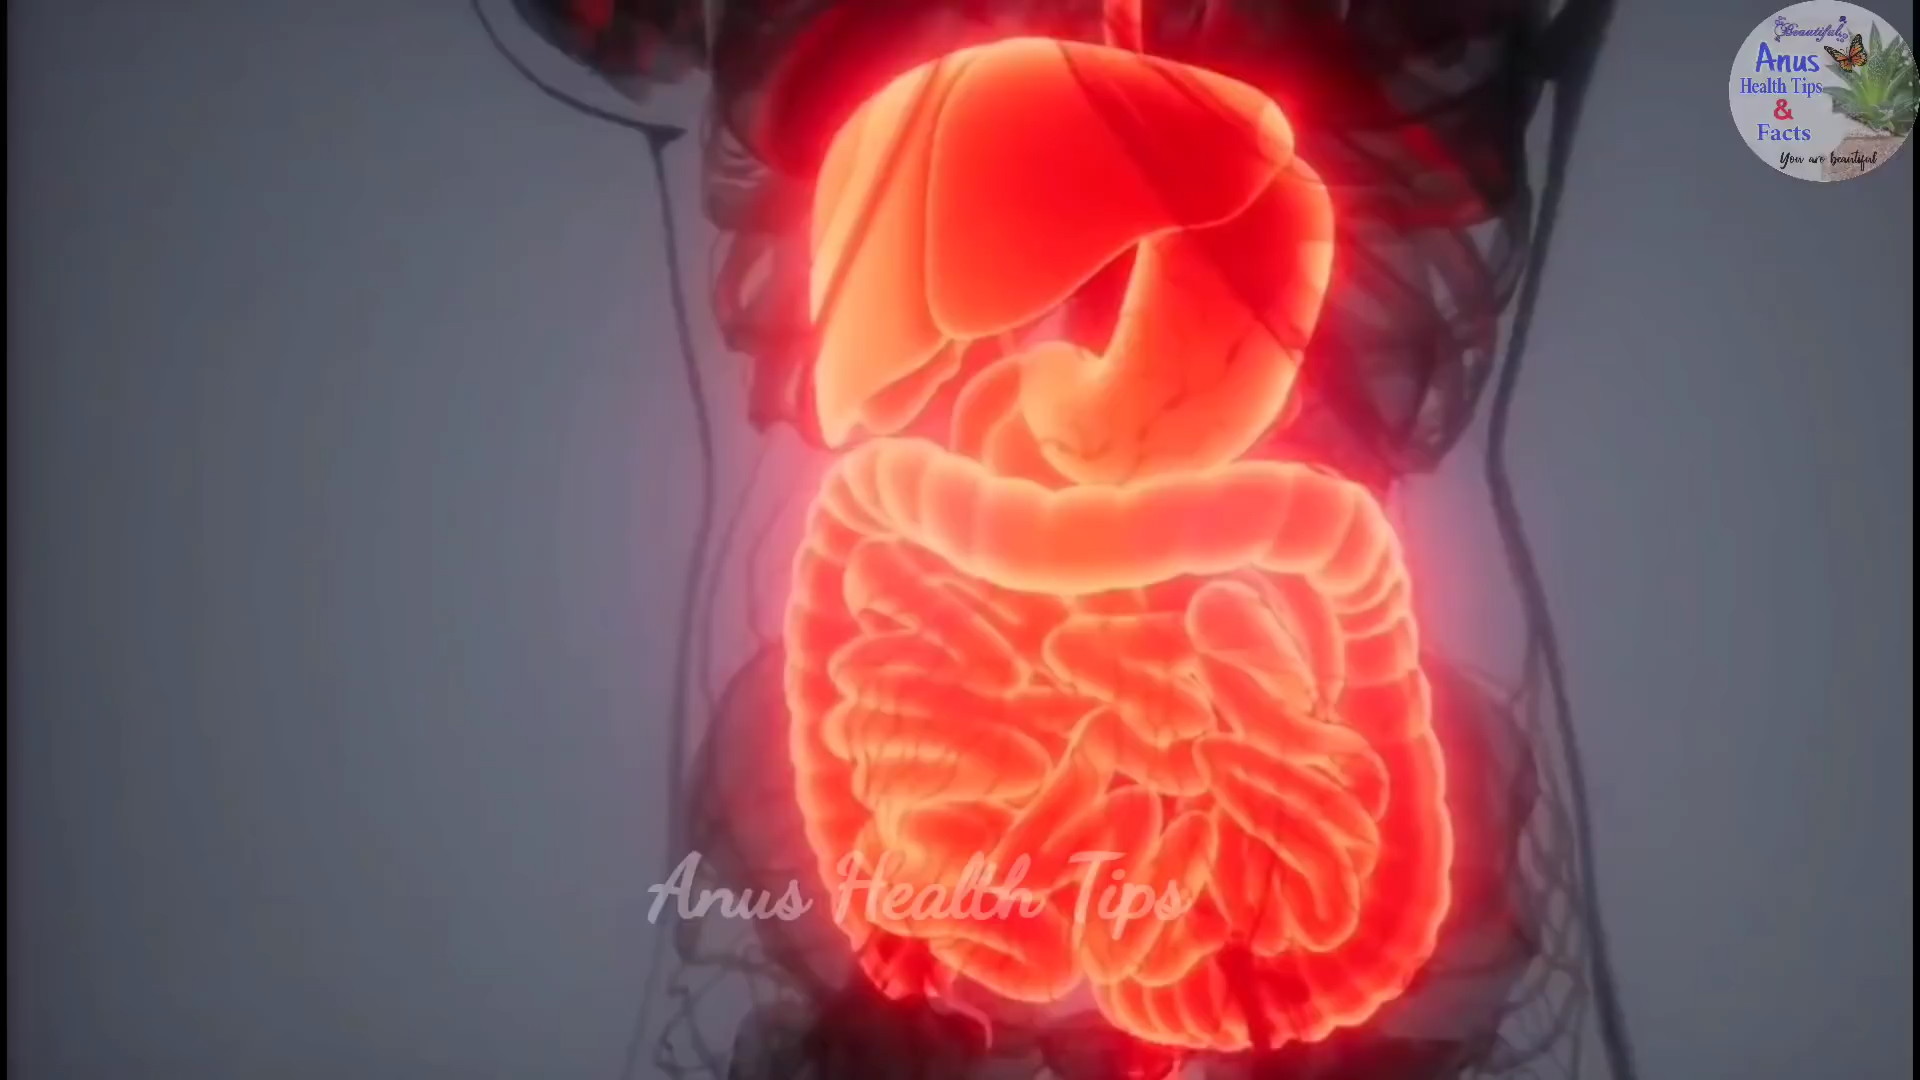 Beautiful
Anus
Health Tips
&
Facts
You are beautiful
Anus Health Tips